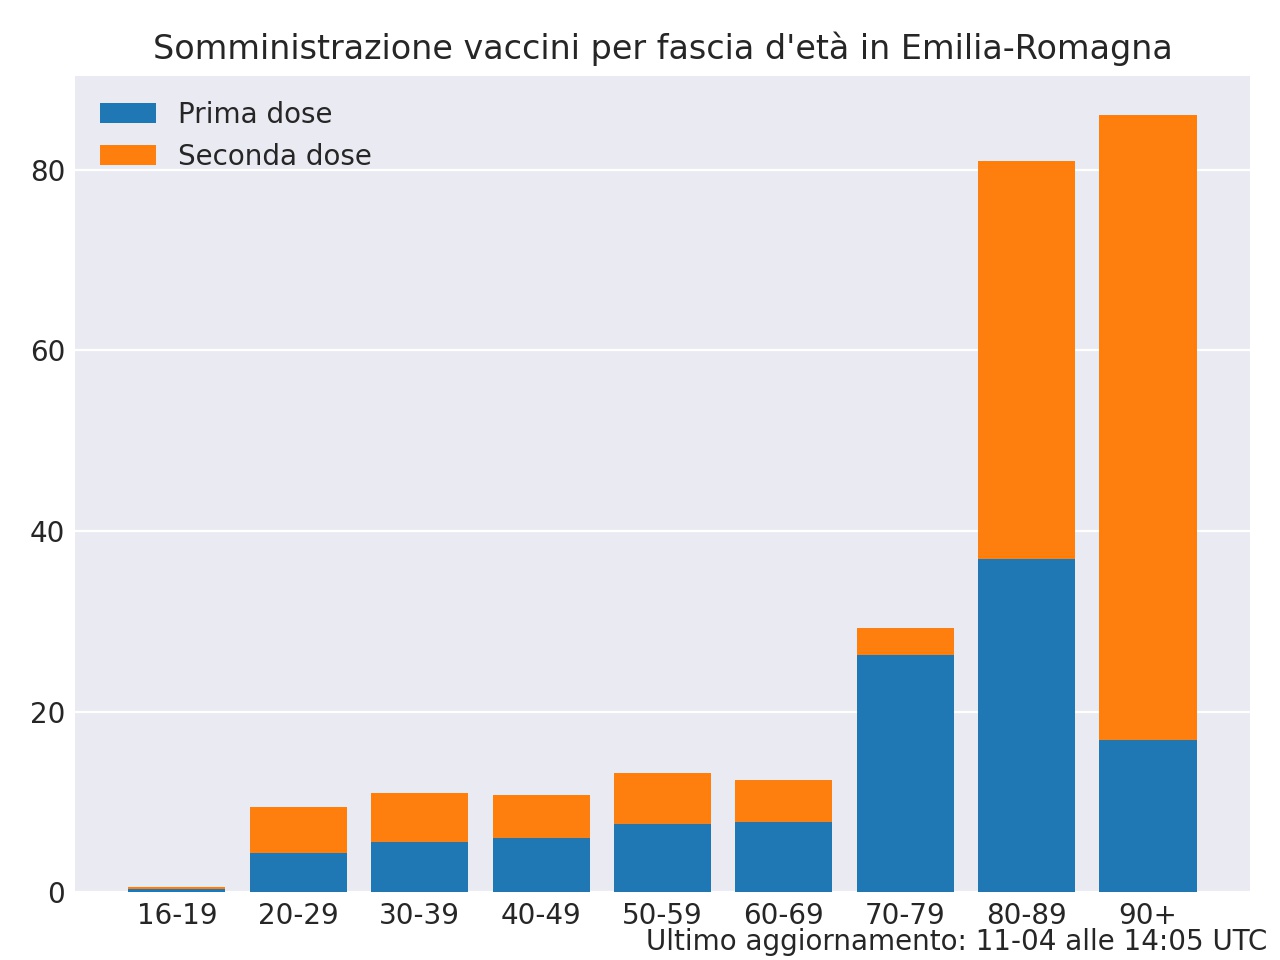 Somministrazione vaccini per fascia d'età in Emilia-Romagna
Prima dose
Seconda dose
80
60
40
20
0
16-19 20-29 30-39 40-49 50-59 60-69 70-79 80-89 90+
Ultimo aggiornamento: 11-04 alle 14:05 UTC